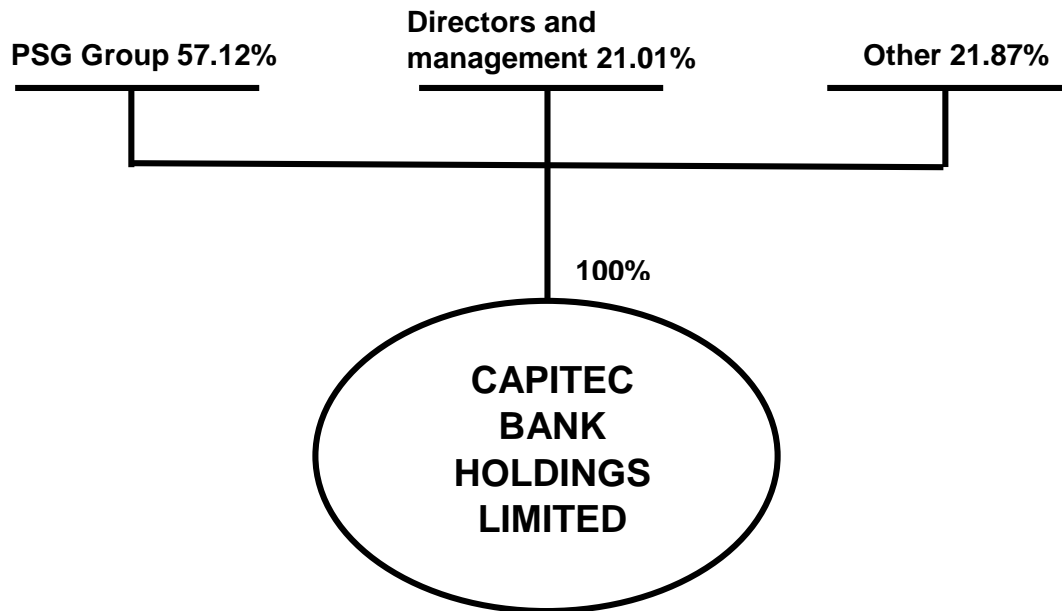 PSG Group 57.12%
Directors and
management 21.01%
Other 21.87%
100%
CAPITEC
BANK
HOLDINGS
LIMITED